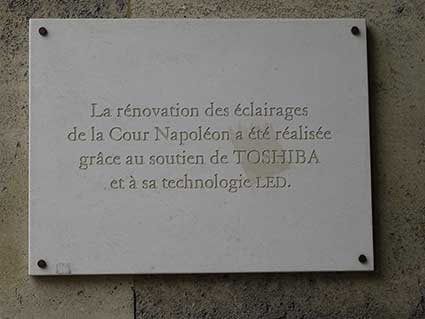 La rénovation des éclairages
de la Cour Napoléon a été réalisée
grâce au soutien de TOSHIBA
et à sa technologie LED.